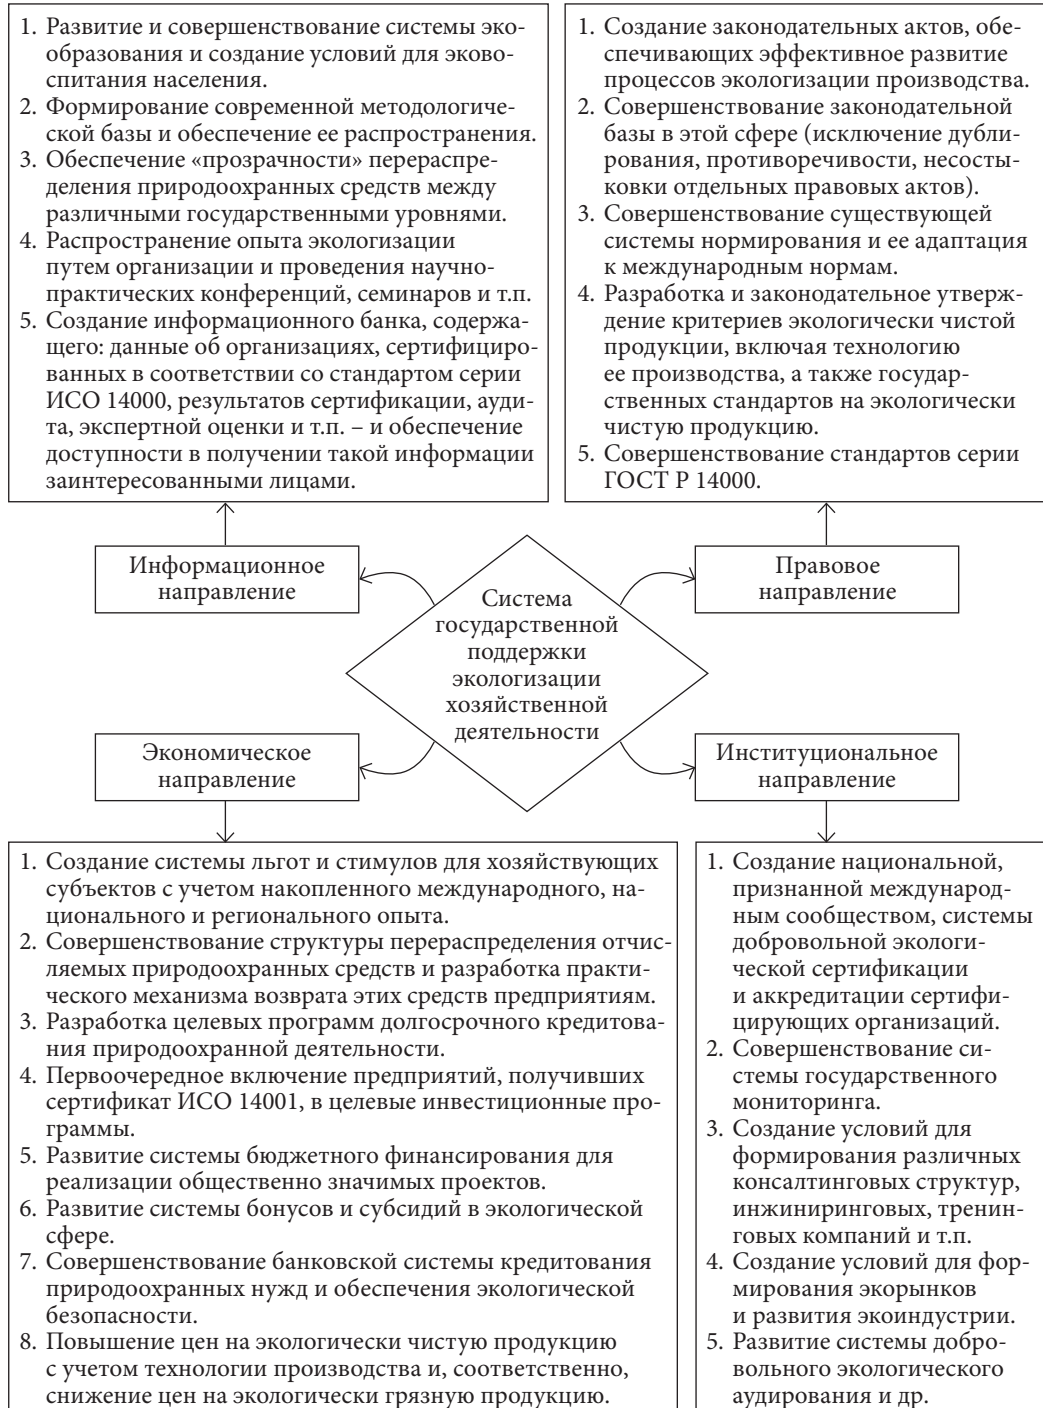 1. Развитие и совершенствование системы эко-
образования и создание условий для эково-
спитания населения.
2. Формирование современной методологиче-
ской базы и обеспечение ее распространения.
3. Обеспечение «прозрачности» перераспре-
деления природоохранных средств между
различными государственными уровнями.
4. Распространение опыта экологизации
путем организации и проведения научно-
практических конференций, семинаров и т.п.
5. Создание информационного банка, содержа-
щего: данные об организациях, сертифициро-
ванных в соответствии со стандартом серии
ИСО 14000, результатов сертификации, ауди-
та, экспертной оценки и т.п. – и обеспечение
доступности в получении такой информации
заинтересованными лицами.
1. Создание законодательных актов, обе-
спечивающих эффективное развитие
процессов экологизации производства.
2. Совершенствование законодательной
базы в этой сфере (исключение дубли-
рования, противоречивости, несосты-
ковки отдельных правовых актов).
3. Совершенствование существующей
системы нормирования и ее адаптация
к международным нормам.
4. Разработка и законодательное утверж-
дение критериев экологически чистой
продукции, включая технологию
ее производства, а также государ-
ственных стандартов на экологически
чистую продукцию.
5. Совершенствование стандартов серии
ГОСТ Р 14000.
Информационное
направление
Правовое
направление
Система
государственной
поддержки
экологизации
хозяйственной
деятельности
Экономическое
направление
Институциональное
направление
1. Создание системы льгот и стимулов для хозяйствующих
субъектов с учетом накопленного международного, на-
ционального и регионального опыта.
2. Совершенствование структуры перераспределения отчис-
ляемых природоохранных средств и разработка практи-
ческого механизма возврата этих средств предприятиям.
3. Разработка целевых программ долгосрочного кредитова-
ния природоохранной деятельности.
4. Первоочередное включение предприятий, получивших
сертификат ИСО 14001, в целевые инвестиционные про-
граммы.
5. Развитие системы бюджетного финансирования для
реализации общественно значимых проектов.
6. Развитие системы бонусов и субсидий в экологической
сфере.
7. Совершенствование банковской системы кредитования
природоохранных нужд и обеспечения экологической
безопасности.
8. Повышение цен на экологически чистую продукцию
с учетом технологии производства и, соответственно,
снижение цен на экологически грязную продукцию.
1. Создание национальной,
признанной международ-
ным сообществом, системы
добровольной экологи-
ческой сертификации
и аккредитации сертифи-
цирующих организаций.
2. Совершенствование си-
стемы государственного
мониторинга.
3. Создание условий для
формирования различных
консалтинговых структур,
инжиниринговых, тренин-
говых компаний и т.п.
4. Создание условий для фор-
мирования экорынков
и развития экоиндустрии.
5. Развитие системы добро-
вольного экологического
аудирования и др.